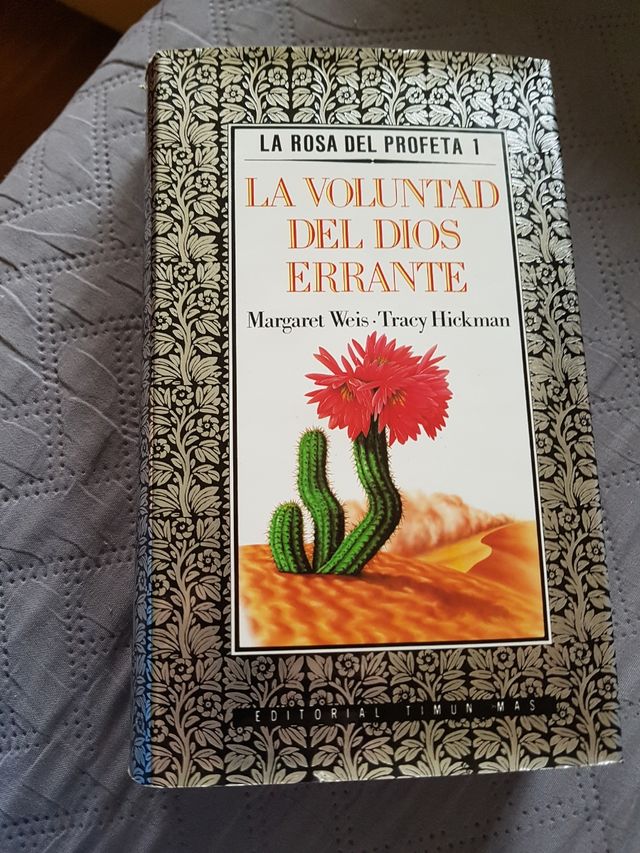 LA ROSA DEL PROFETA 1
LA VOLUNTAD
DEL DIOS
ERRANTE
Margaret Weis · Tracy Hickman
EDITORIAL TIMUN MAS